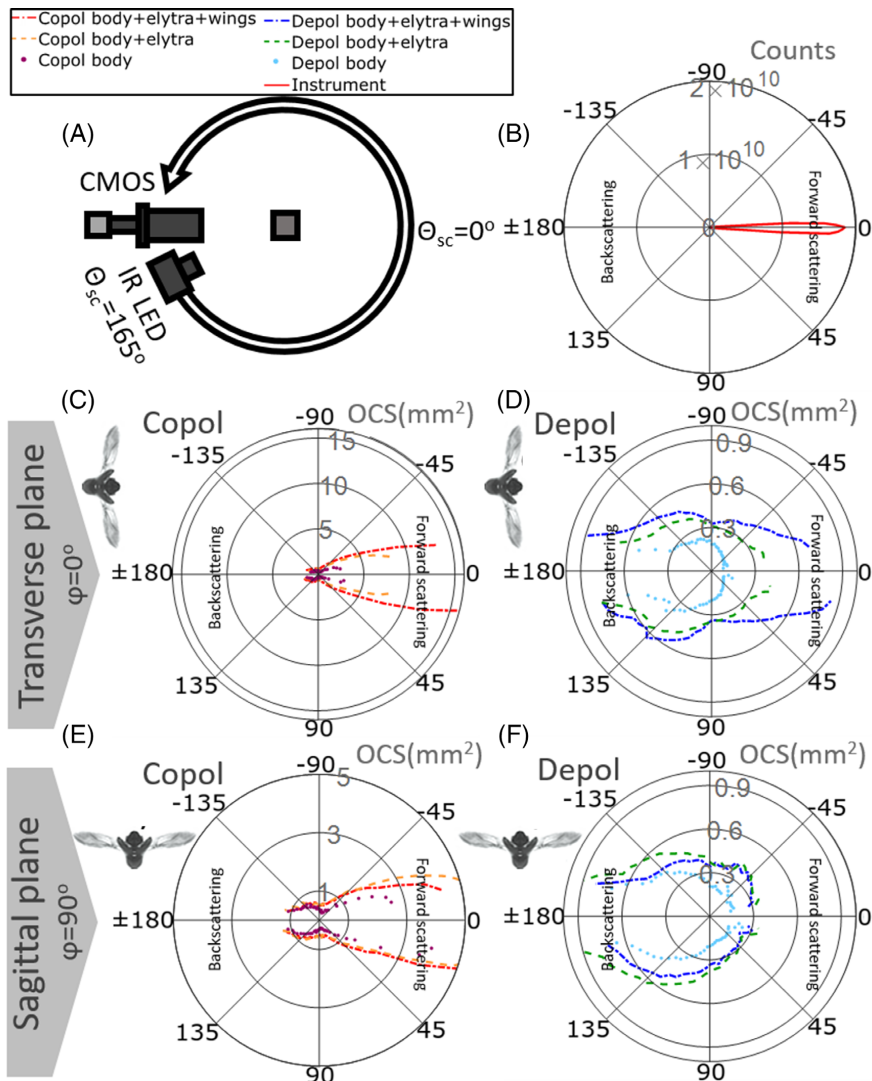 Copol body+elytra+wings
Copol body+elytra
Copol body
Depol body+elytra+wings
Depol body+elytra
Depol body
Instrument
(A)
CMOS
IR LED
Θsc=165°
Θsc=0°
(B)
Counts
-90
2×10^10
-135
-45
1×10^10
Backscattering
Forward scattering
±180
0
0
135
45
90
Transverse plane
φ=0°
(C)
Copol
-90
OCS(mm²)
15
-135
-45
10
5
Backscattering
Forward scattering
±180
0
135
45
90
(D)
Depol
-90
OCS(mm²)
0.9
-135
-45
0.6
0.3
Backscattering
Forward scattering
±180
0
135
45
90
Sagittal plane
φ=90°
(E)
Copol
-90
OCS(mm²)
5
-135
-45
3
1
Backscattering
Forward scattering
±180
0
135
45
90
(F)
Depol
-90
OCS(mm²)
0.9
-135
-45
0.6
0.3
Backscattering
Forward scattering
±180
0
135
45
90